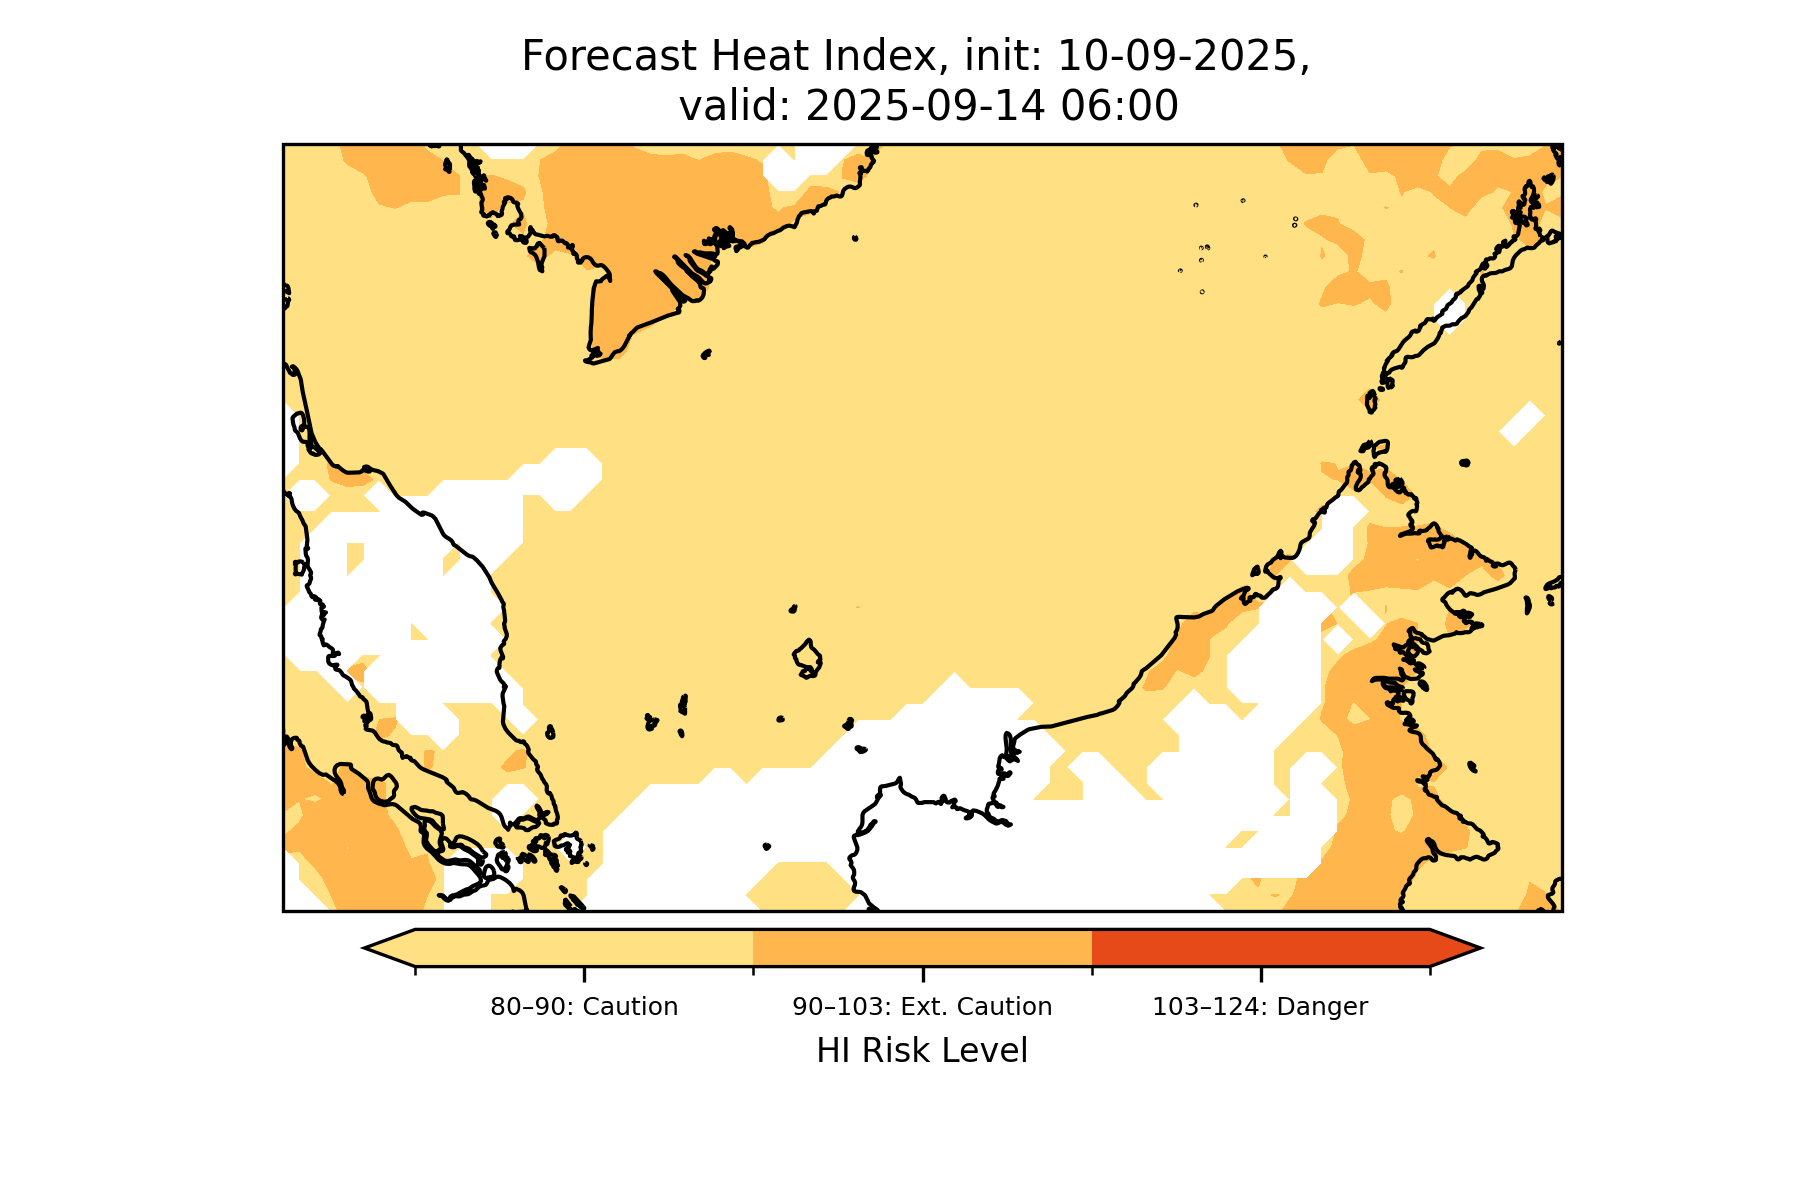 Forecast Heat Index, init: 10-09-2025,
valid: 2025-09-14 06:00
80–90: Caution
90–103: Ext. Caution
103–124: Danger
HI Risk Level